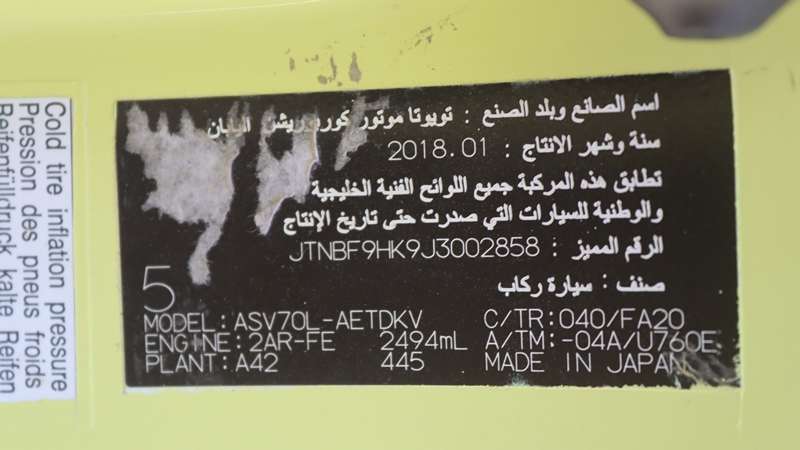 Cold tire inflation pressure
Pression des pneus froids
Reifenfülldruck kalte Reifen
اسم الصانع وبلد الصنع : تويوتا موتور كوربوريشن اليابان
سنة وشهر الانتاج : 2018.01
تطابق هذه المركبة جميع اللوائح الفنية الخليجية
والوطنية للسيارات التي صدرت حتى تاريخ الإنتاج
الرقم المميز : JTNBF9HK9J3002858
صنف : سيارة ركاب
5
MODEL:ASV70L-AETDKV C/TR:040/FA20
ENGINE:2AR-FE 2494mL A/TM:-04A/U760E
PLANT:A42 445 MADE IN JAPAN